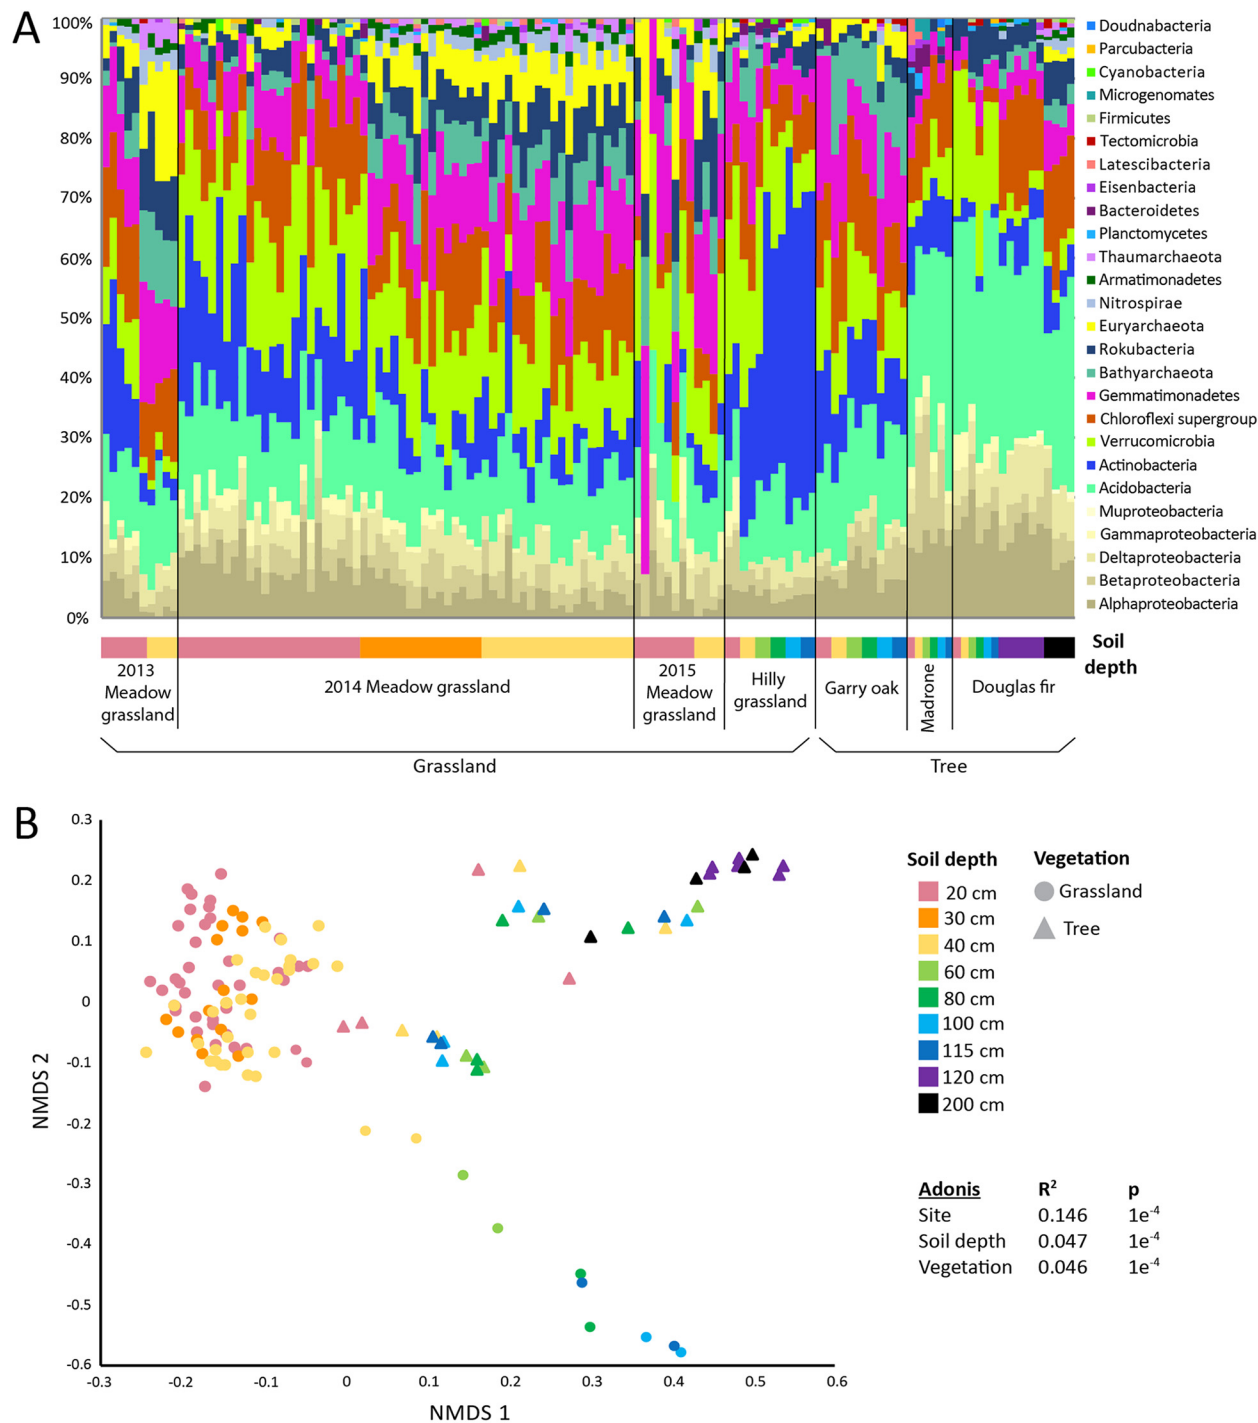 A
100%
90%
80%
70%
60%
50%
40%
30%
20%
10%
0%
Doudnabacteria
Parcubacteria
Cyanobacteria
Microgenomates
Firmicutes
Tectomicrobia
Latescibacteria
Eisenbacteria
Bacteroidetes
Planctomycetes
Thaumarchaeota
Armatimonadetes
Nitrospirae
Euryarchaeota
Rokubacteria
Bathyarchaeota
Gemmatimonadetes
Chloroflexi supergroup
Verrucomicrobia
Actinobacteria
Acidobacteria
Muproteobacteria
Gammaproteobacteria
Deltaproteobacteria
Betaproteobacteria
Alphaproteobacteria
Soil
depth
2013
Meadow
grassland
2014 Meadow grassland
2015
Meadow
grassland
Hilly
grassland
Garry oak
Madrone
Douglas fir
Grassland
Tree
B
0.3
0.2
0.1
0
-0.1
-0.2
-0.3
-0.4
-0.5
-0.6
NMDS 2
-0.3
-0.2
-0.1
0
0.1
0.2
0.3
0.4
0.5
0.6
NMDS 1
Soil depth
20 cm
30 cm
40 cm
60 cm
80 cm
100 cm
115 cm
120 cm
200 cm
Vegetation
Grassland
Tree
Adonis R² p
Site 0.146 1e⁻⁴
Soil depth 0.047 1e⁻⁴
Vegetation 0.046 1e⁻⁴